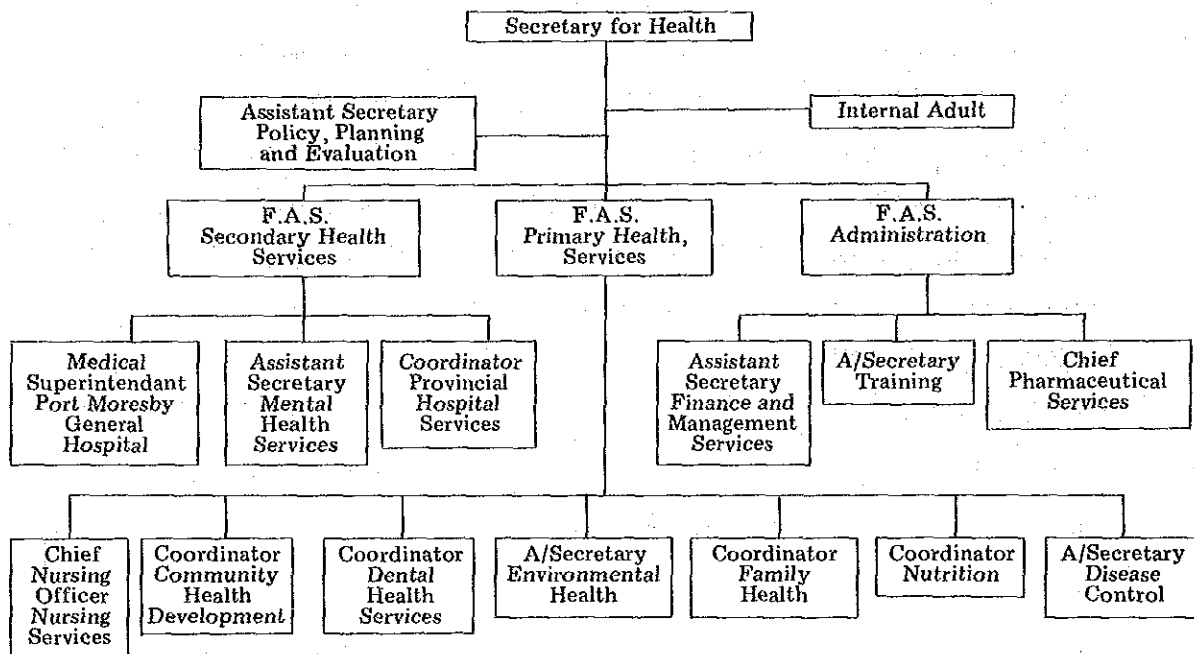 Secretary for Health
Assistant Secretary
Policy, Planning
and Evaluation
Internal Adult
F.A.S.
Secondary Health
Services
F.A.S.
Primary Health,
Services
F.A.S.
Administration
Medical
Superintendant
Port Moresby
General
Hospital
Assistant
Secretary
Mental
Health
Services
Coordinator
Provincial
Hospital
Services
Assistant
Secretary
Finance and
Management
Services
A/Secretary
Training
Chief
Pharmaceutical
Services
Chief
Nursing
Officer
Nursing
Services
Coordinator
Community
Health
Development
Coordinator
Dental
Health
Services
A/Secretary
Environmental
Health
Coordinator
Family
Health
Coordinator
Nutrition
A/Secretary
Disease
Control